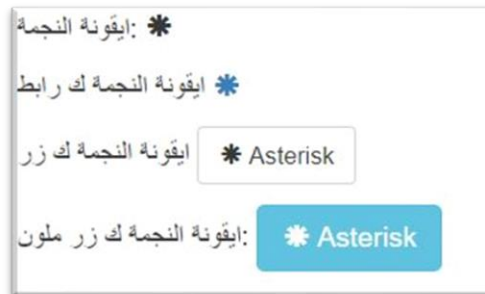 ايقونة النجمة:
ايقونة النجمة ك رابط
ايقونة النجمة ك زر Asterisk
ايقونة النجمة ك زر ملون: Asterisk